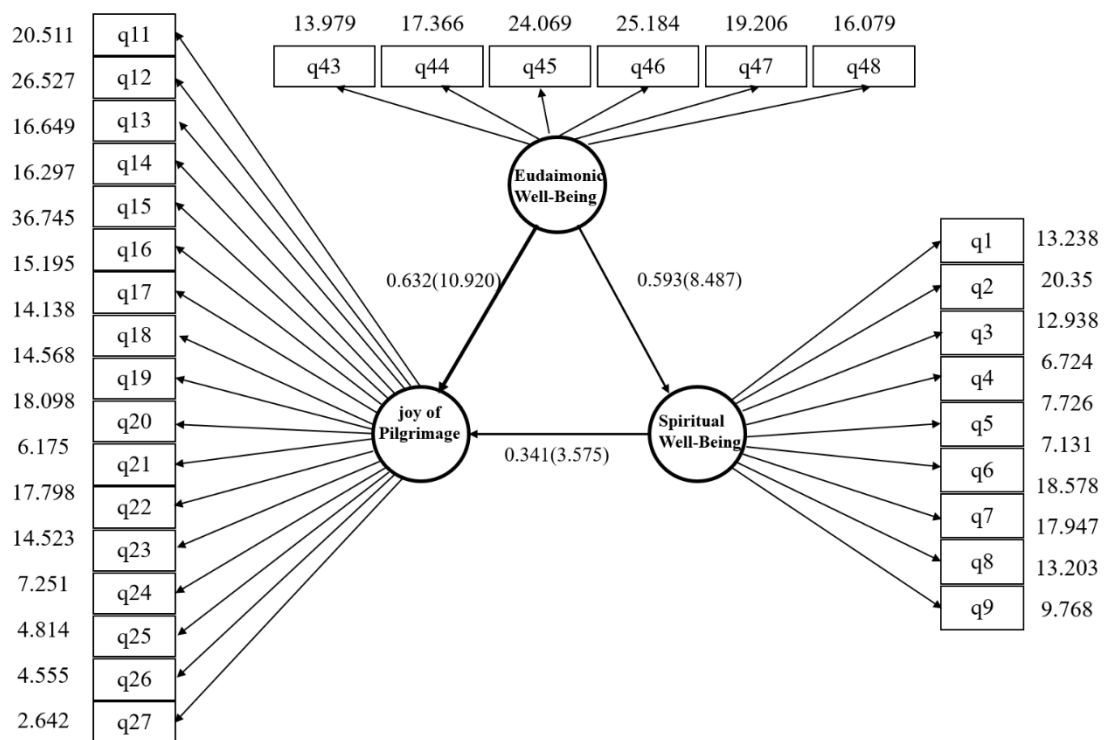 13.979 17.366 24.069 25.184 19.206 16.079
q43 q44 q45 q46 q47 q48
20.511
26.527
16.649
16.297
36.745
15.195
14.138
14.568
18.098
6.175
17.798
14.523
7.251
4.814
4.555
2.642
q11
q12
q13
q14
q15
q16
q17
q18
q19
q20
q21
q22
q23
q24
q25
q26
q27
Eudaimonic
Well-Being
0.632(10.920)
0.593(8.487)
joy of
Pilgrimage
0.341(3.575)
Spiritual
Well-Being
q1
q2
q3
q4
q5
q6
q7
q8
q9
13.238
20.35
12.938
6.724
7.726
7.131
18.578
17.947
13.203
9.768